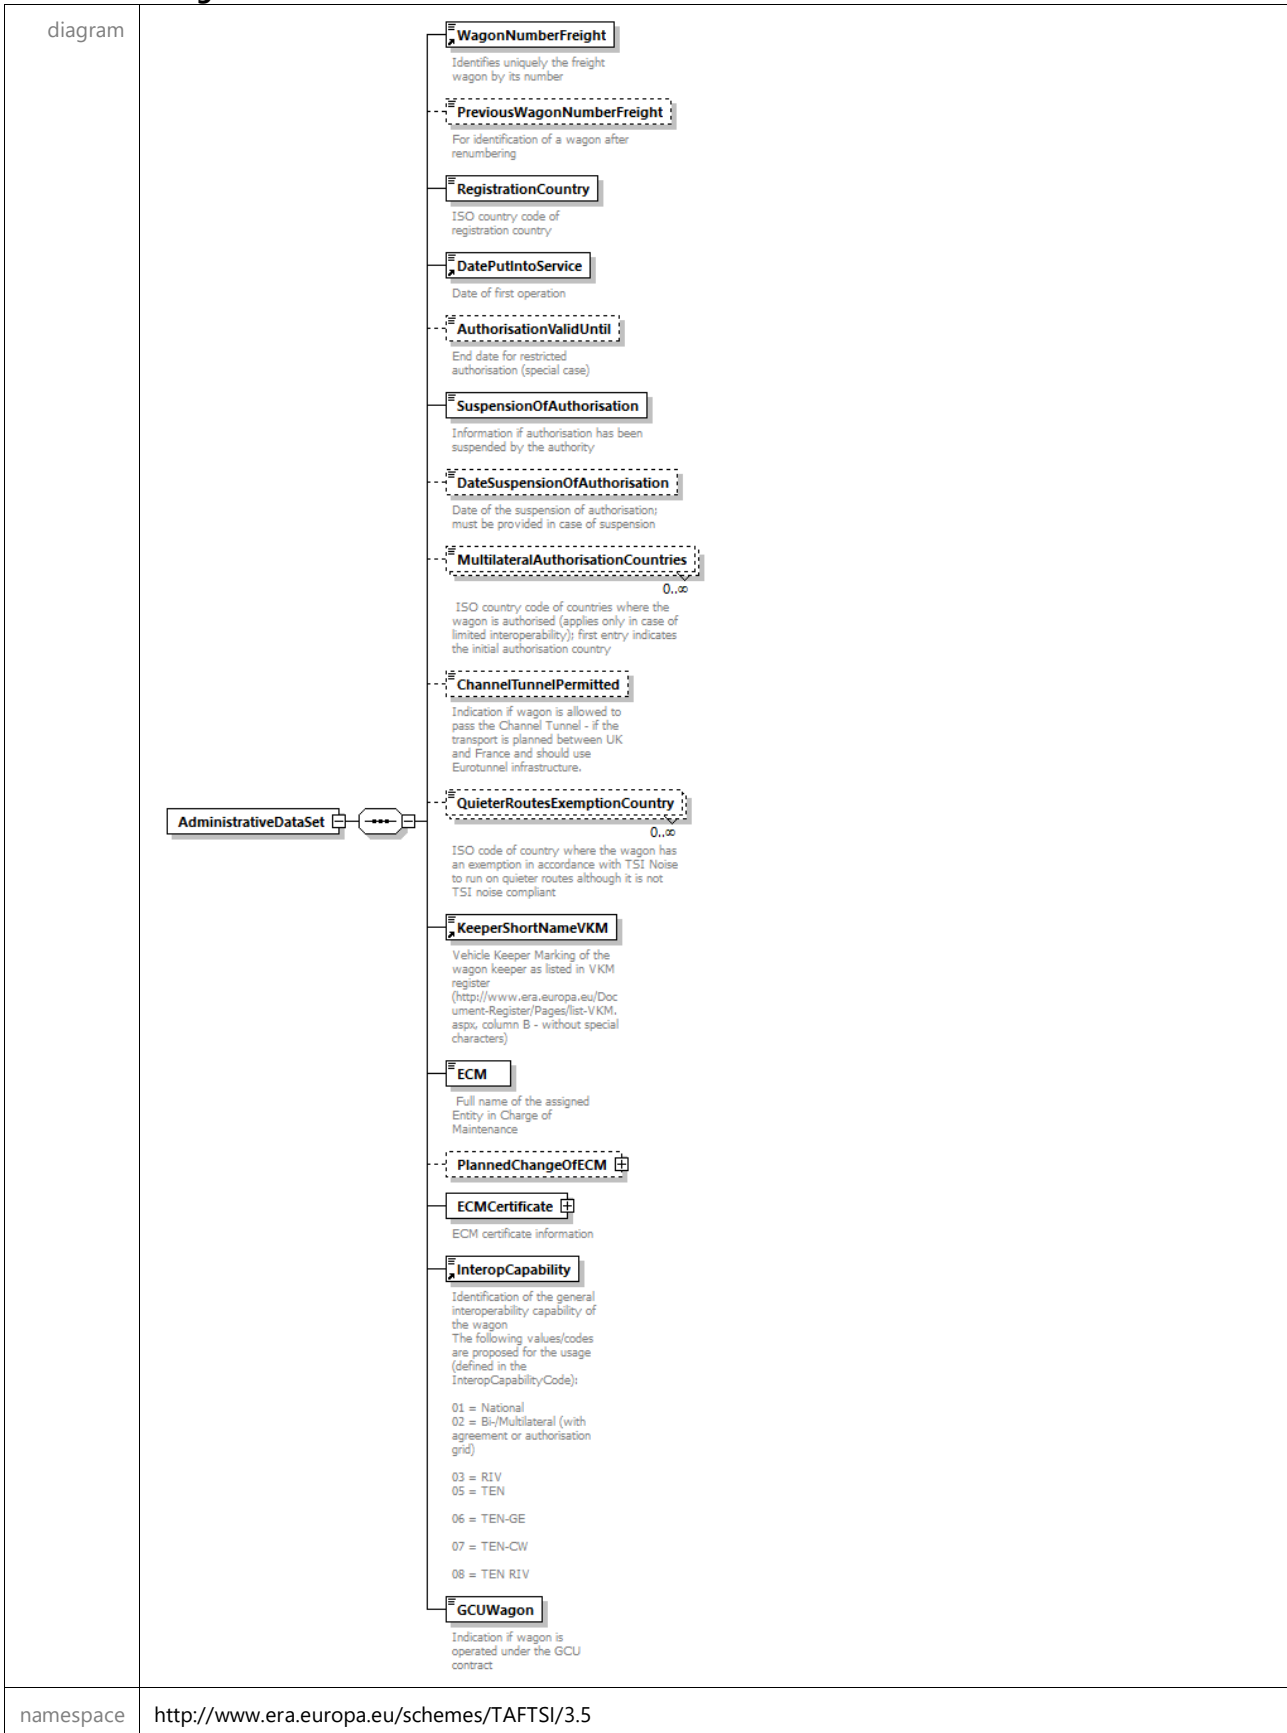 diagram
WagonNumberFreight
Identifies uniquely the freight
wagon by its number
PreviousWagonNumberFreight
For identification of a wagon after
renumbering
RegistrationCountry
ISO country code of
registration country
DatePutIntoService
Date of first operation
AuthorisationValidUntil
End date for restricted
authorisation (special case)
SuspensionOfAuthorisation
Information if authorisation has been
suspended by the authority
DateSuspensionOfAuthorisation
Date of the suspension of authorisation;
must be provided in case of suspension
MultilateralAuthorisationCountries
0..∞
ISO country code of countries where the
wagon is authorised (applies only in case of
limited interoperability); first entry indicates
the initial authorisation country
ChannelTunnelPermitted
Indication if wagon is allowed to
pass the Channel Tunnel - if the
transport is planned between UK
and France and should use
Eurotunnel infrastructure.
AdministrativeDataSet
QuieterRoutesExemptionCountry
0..∞
ISO code of country where the wagon has
an exemption in accordance with TSI Noise
to run on quieter routes although it is not
TSI noise compliant
KeeperShortNameVKM
Vehicle Keeper Marking of the
wagon keeper as listed in VKM
register
(http://www.era.europa.eu/Doc
ument-Register/Pages/list-VKM.
aspx, column B - without special
characters)
ECM
Full name of the assigned
Entity in Charge of
Maintenance
PlannedChangeOfECM
ECMCertificate
ECM certificate information
InteropCapability
Identification of the general
interoperability capability of
the wagon
The following values/codes
are proposed for the usage
(defined in the
InteropCapabilityCode):
01 = National
02 = Bi-/Multilateral (with
agreement or authorisation
grid)
03 = RIV
05 = TEN
06 = TEN-GE
07 = TEN-CW
08 = TEN RIV
GCUWagon
Indication if wagon is
operated under the GCU
contract
namespace
http://www.era.europa.eu/schemes/TAFTSI/3.5